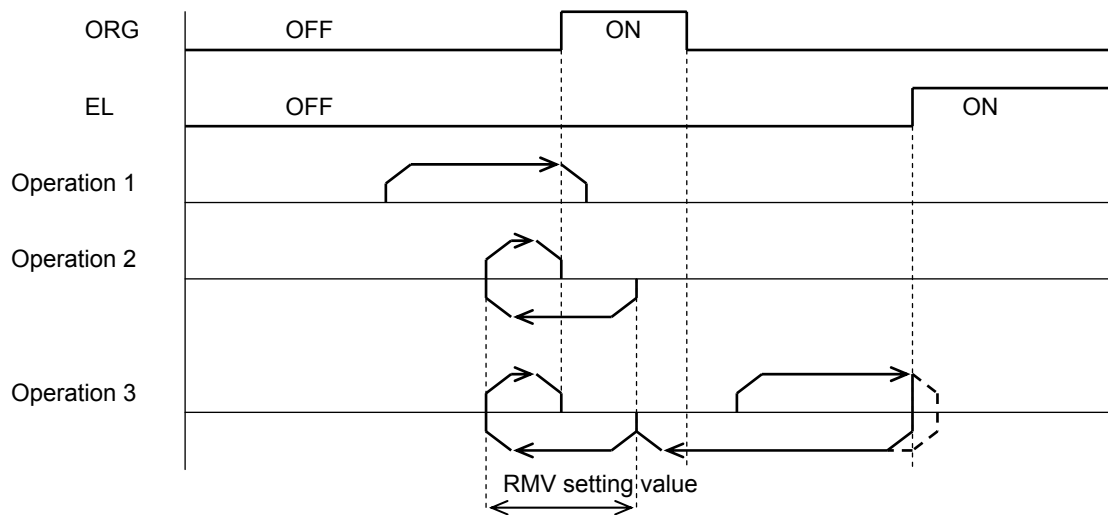 ORG OFF ON
EL OFF ON
Operation 1
Operation 2
Operation 3
RMV setting value